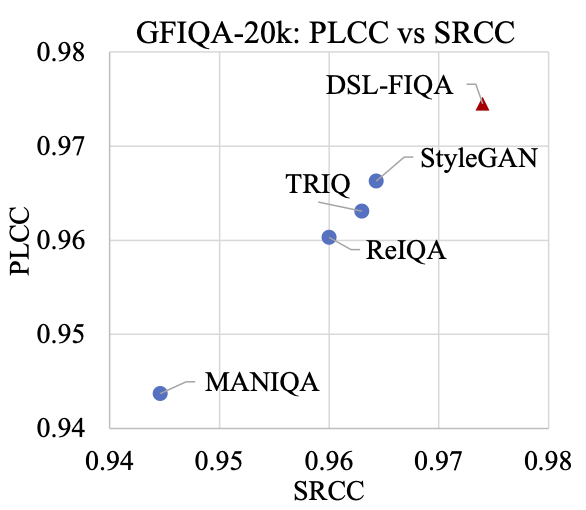 GFIQA-20k: PLCC vs SRCC
0.98
DSL-FIQA
0.97
StyleGAN
TRIQ
PLCC
0.96
ReIQA
0.95
MANIQA
0.94
0.94 0.95 0.96 0.97 0.98
SRCC